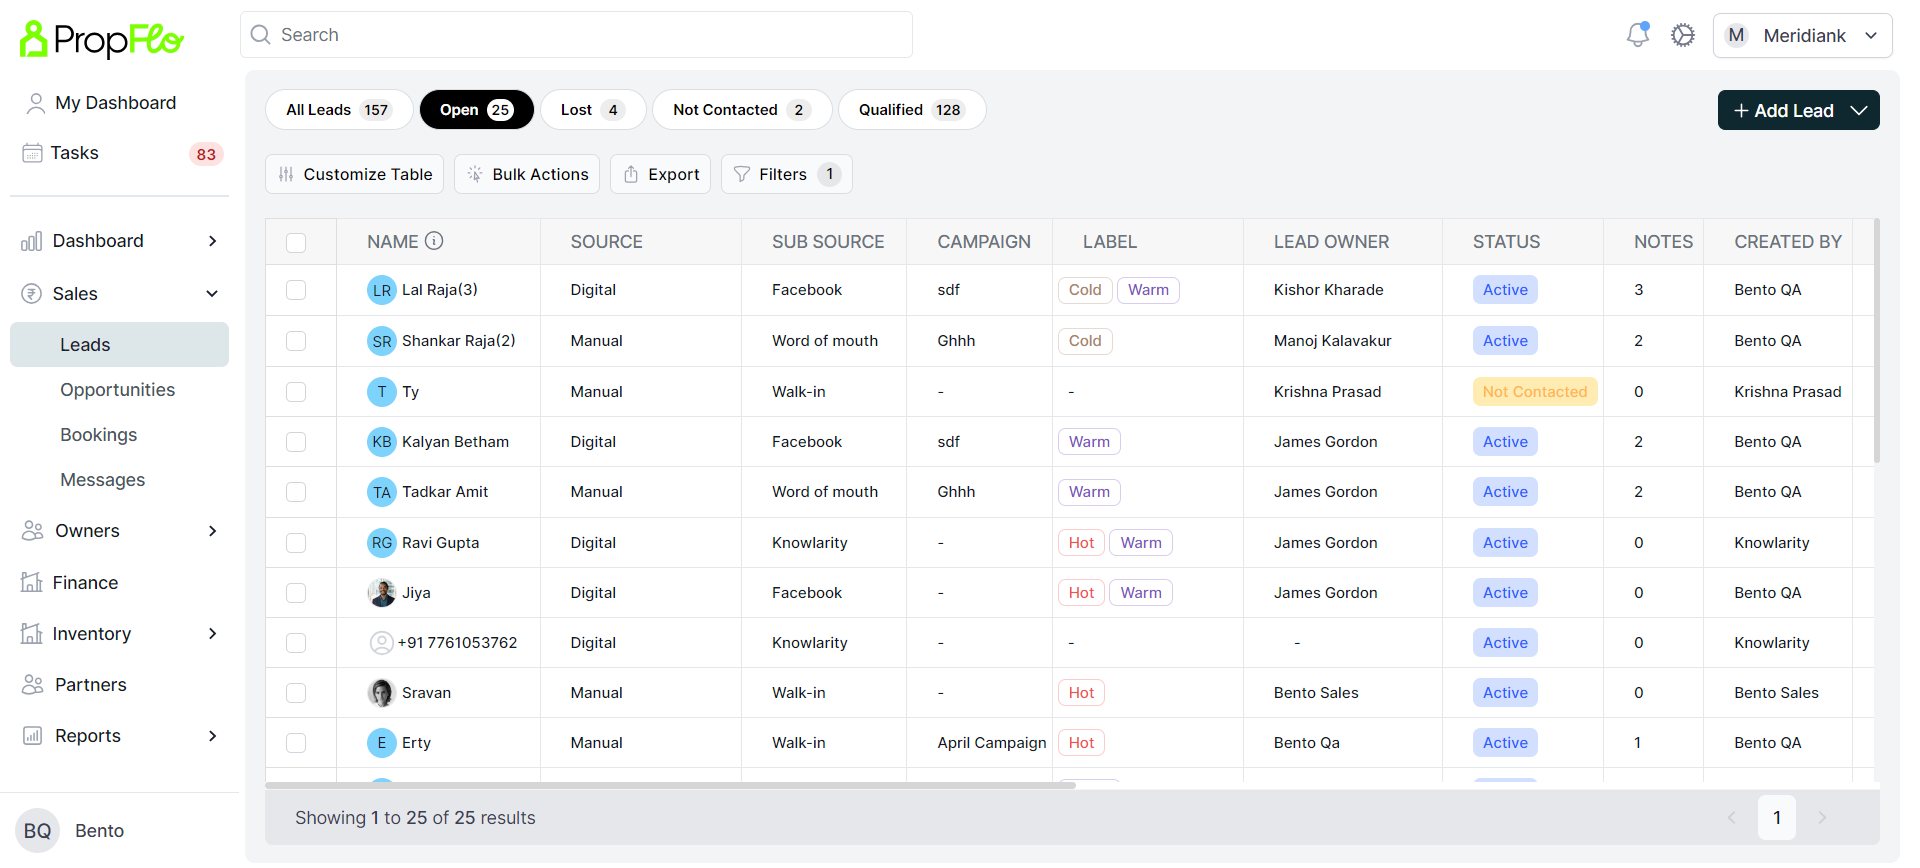 PropFlo
Search
M Meridiank
My Dashboard
Tasks 83
Dashboard
Sales
Leads
Opportunities
Bookings
Messages
Owners
Finance
Inventory
Partners
Reports
BQ Bento
All Leads 157 Open 25 Lost 4 Not Contacted 2 Qualified 128
+ Add Lead
Customize Table Bulk Actions Export Filters 1
NAME SOURCE SUB SOURCE CAMPAIGN LABEL LEAD OWNER STATUS NOTES CREATED BY
LR Lal Raja(3) Digital Facebook sdf Cold Warm Kishor Kharade Active 3 Bento QA
SR Shankar Raja(2) Manual Word of mouth Ghhh Cold Manoj Kalavakur Active 2 Bento QA
T Ty Manual Walk-in - - Krishna Prasad Not Contacted 0 Krishna Prasad
KB Kalyan Betham Digital Facebook sdf Warm James Gordon Active 2 Bento QA
TA Tadkar Amit Manual Word of mouth Ghhh Warm James Gordon Active 2 Bento QA
RG Ravi Gupta Digital Knowlarity - Hot Warm James Gordon Active 0 Knowlarity
Jiya Digital Facebook - Hot Warm James Gordon Active 0 Bento QA
+91 7761053762 Digital Knowlarity - - - Active 0 Knowlarity
Sravan Manual Walk-in - Hot Bento Sales Active 0 Bento Sales
E Erty Manual Walk-in April Campaign Hot Bento Qa Active 1 Bento QA
Showing 1 to 25 of 25 results
1